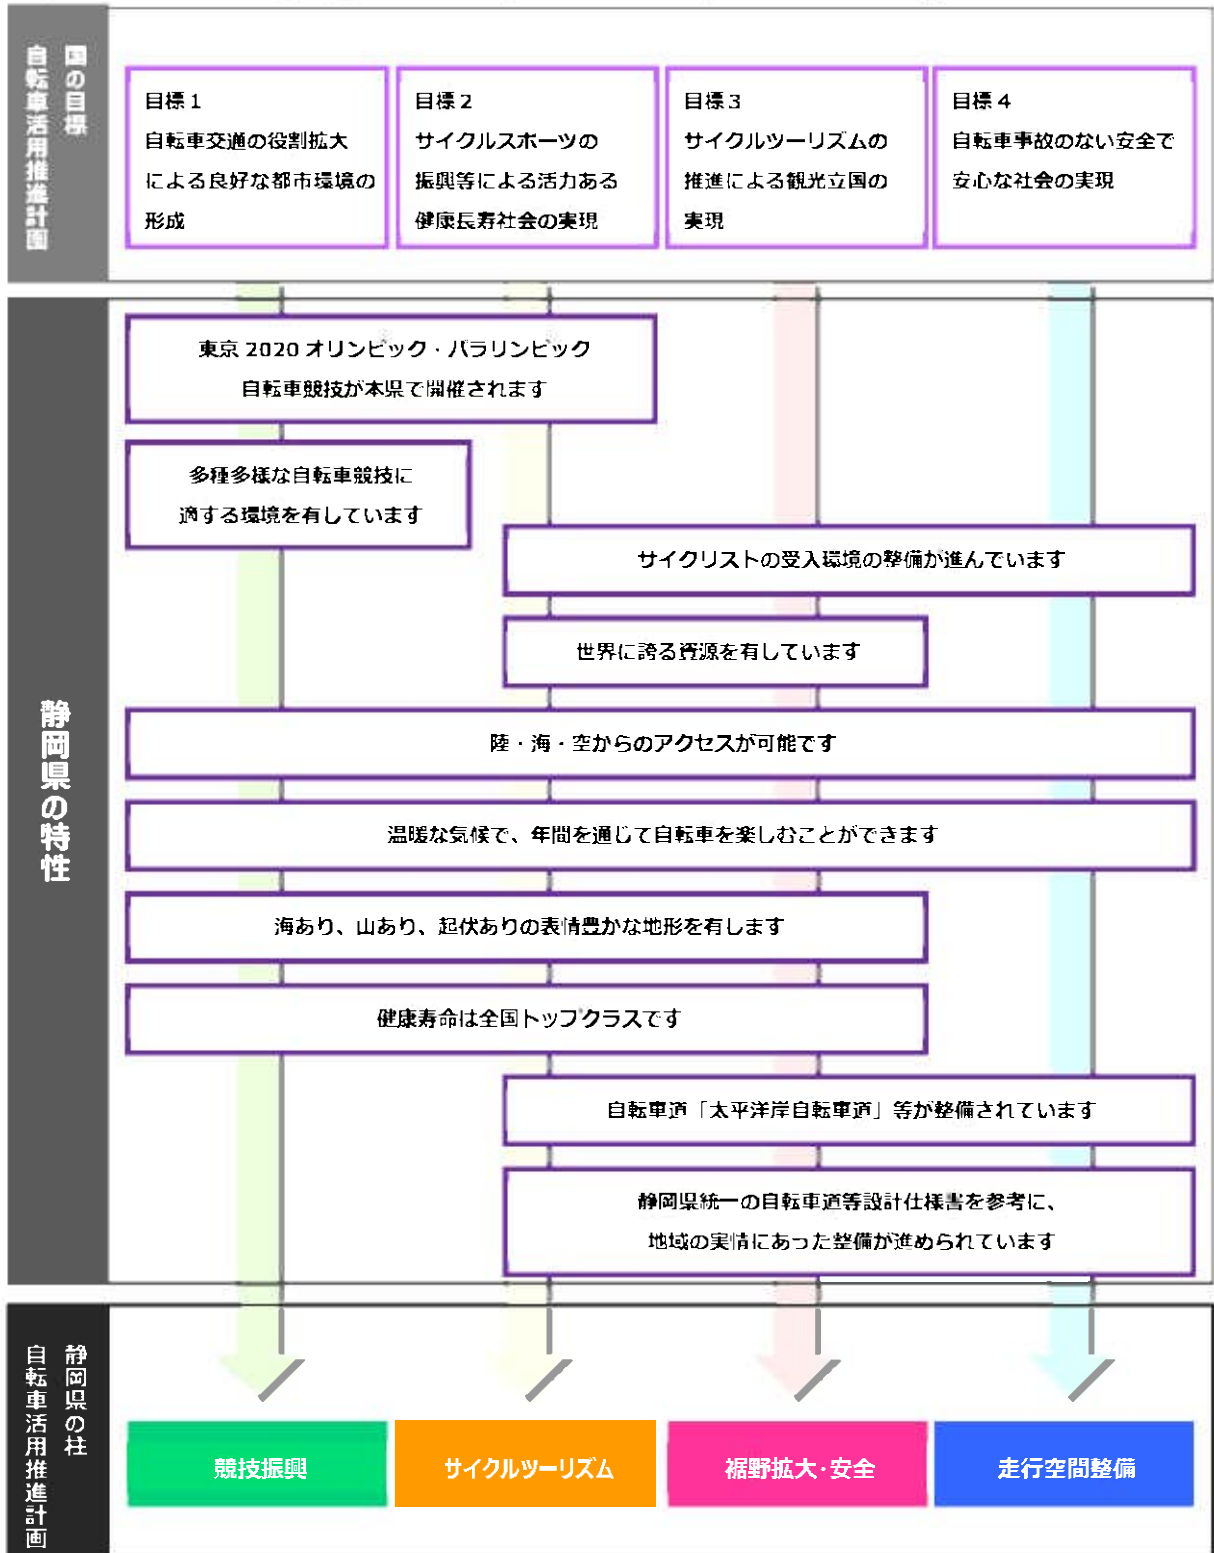 国の目標
自転車活用推進計画
目標1
自転車交通の役割拡大
による良好な都市環境の
形成
目標2
サイクルスポーツの
振興等による活力ある
健康長寿社会の実現
目標3
サイクルツーリズムの
推進による観光立国の
実現
目標4
自転車事故のない安全で
安心な社会の実現
静岡県の特性
東京2020オリンピック・パラリンピック
自転車競技が本県で開催されます
多種多様な自転車競技に
適する環境を有しています
サイクリストの受入環境の整備が進んでいます
世界に誇る資源を有しています
陸・海・空からのアクセスが可能です
温暖な気候で、年間を通じて自転車を楽しむことができます
海あり、山あり、起伏ありの表情豊かな地形を有します
健康寿命は全国トップクラスです
自転車道「太平洋岸自転車道」等が整備されています
静岡県統一の自転車道等設計仕様書を参考に、
地域の実情にあった整備が進められています
静岡県の柱
自転車活用推進計画
競技振興
サイクルツーリズム
裾野拡大・安全
走行空間整備